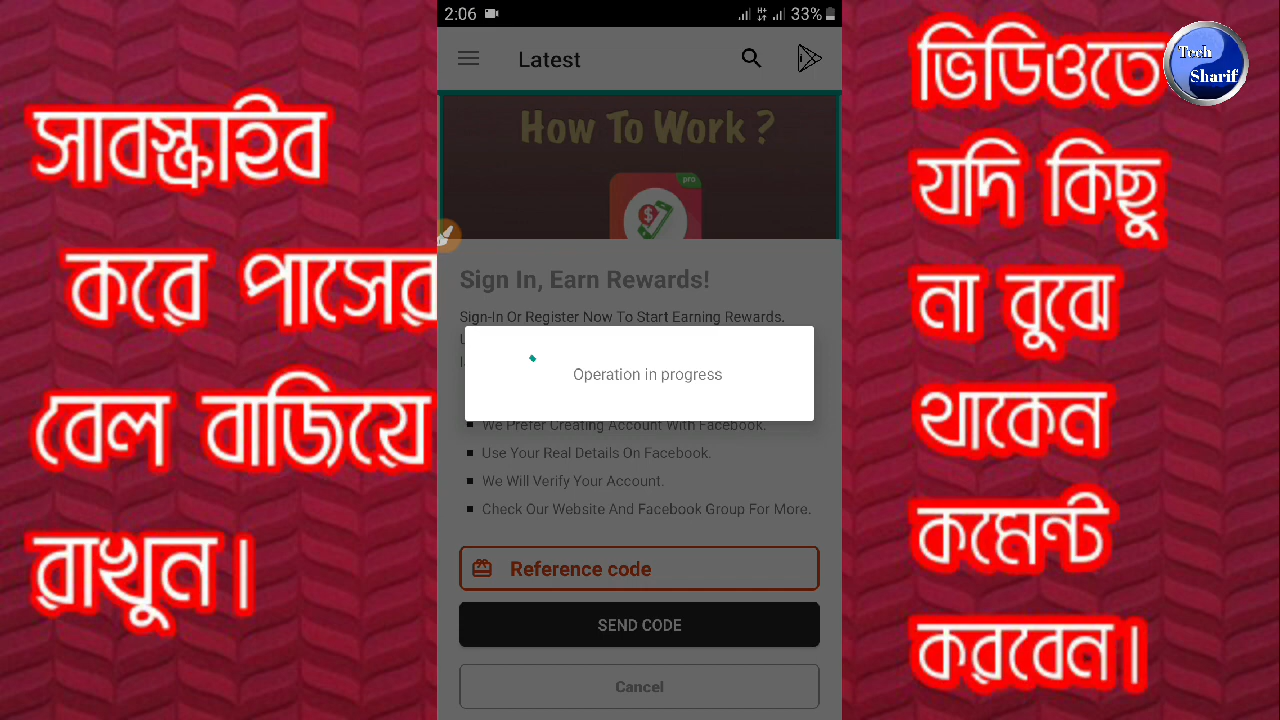 সাবস্ক্রাইব
করে পাসের
বেল বাজিয়ে
রাখুন।
2:06
H+
33%
Latest
How To Work ?
pro
$
Sign In, Earn Rewards!
Sign-In Or Register Now To Start Earning Rewards.
Operation in progress
We Prefer Creating Account With Facebook.
Use Your Real Details On Facebook.
We Will Verify Your Account.
Check Our Website And Facebook Group For More.
Reference code
SEND CODE
Cancel
ভিডিওতে
যদি কিছু
না বুঝে
থাকেন
কমেন্ট
করবেন।
Tech
Sharif